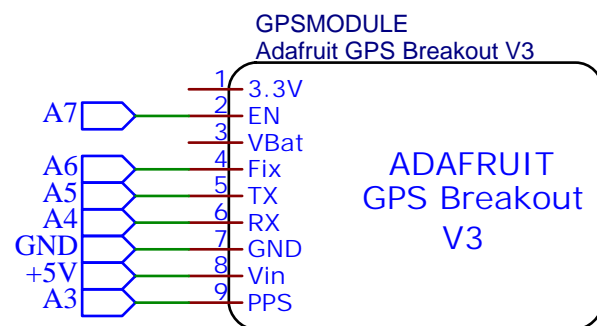 GPSMODULE
Adafruit GPS Breakout V3
1 3.3V
A7 2 EN
3 VBat
A6 4 Fix
A5 5 TX
A4 6 RX
GND 7 GND
+5V 8 Vin
A3 9 PPS
ADAFRUIT
GPS Breakout
V3